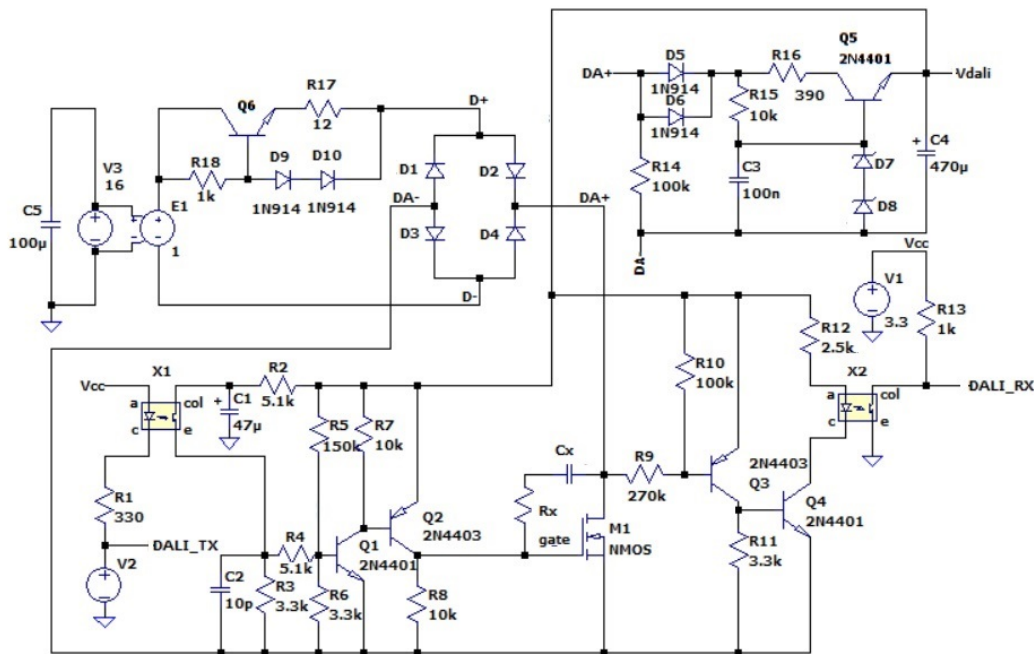 Q5
2N4401
R16
390
D5
1N914
D6
1N914
DA+
Vdali
R15
10k
C4
470µ
R14
100k
C3
100n
D7
D8
DA-
R17
12
Q6
D+
V3
16
R18
1k
D9
D10
1N914
1N914
D1
D2
DA-
DA+
D3
D4
C5
100µ
E1
1
D-
Vcc
V1
3.3
R13
1k
R12
2.5k
X2
a
col
c
e
DALI_RX
R10
100k
X1
Vcc
a
col
c
e
R2
5.1k
C1
47µ
R5
150k
R7
10k
Cx
R9
270k
2N4403
Q3
Q4
2N4401
R1
330
Rx
gate
M1
NMOS
Q2
2N4403
DALI_TX
V2
R4
5.1k
Q1
2N4401
R11
3.3k
C2
10p
R3
3.3k
R6
3.3k
R8
10k